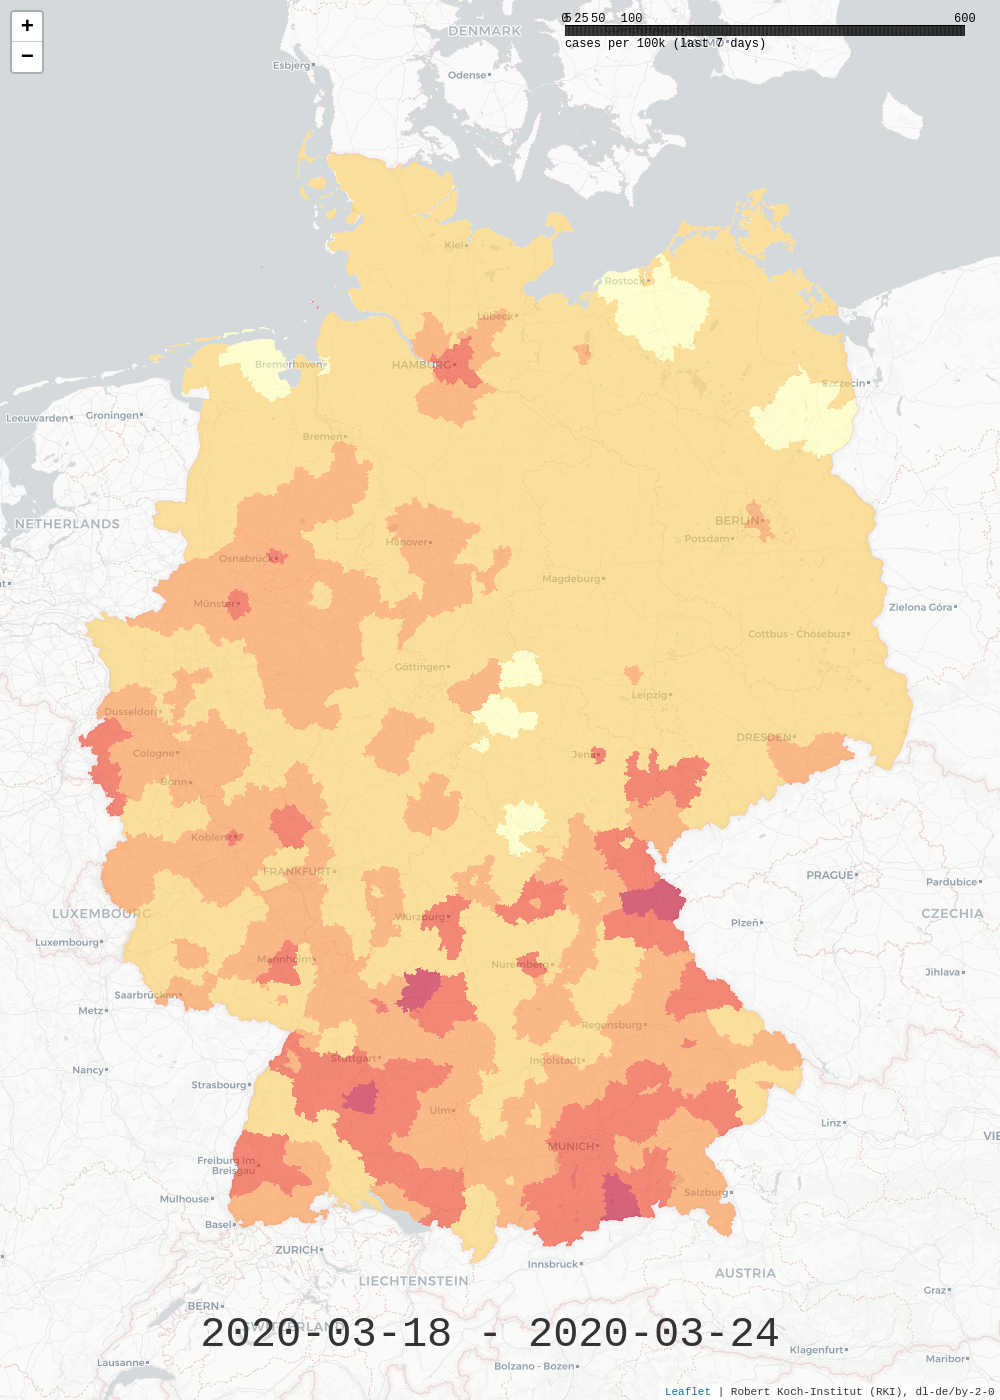 +
−
0 5 25 50 100 600
cases per 100k (last 7 days)
DENMARK
Esbjerg
Odense
Kiel
Rostock
Lübeck
HAMBURG
Bremerhaven
Szczecin
Leeuwarden
Groningen
Bremen
NETHERLANDS
BERLIN
Hanover
Potsdam
Osnabrück
Magdeburg
Münster
Zielona Góra
Cottbus - Chóśebuz
Göttingen
Leipzig
Dusseldorf
DRESDEN
Cologne
Jena
Bonn
Koblenz
FRANKFURT
PRAGUE
Pardubice
LUXEMBOURG
Würzburg
CZECHIA
Plzeň
Luxembourg
Mannheim
Nuremberg
Jihlava
Saarbrücken
Metz
Regensburg
Stuttgart
Ingolstadt
Nancy
Strasbourg
Ulm
Linz
VIE
MUNICH
Freiburg im
Breisgau
Mulhouse
Salzburg
Basel
ZURICH
Innsbruck
AUSTRIA
LIECHTENSTEIN
Graz
BERN
SWITZERLAND
2020-03-18 - 2020-03-24
Klagenfurt
Maribor
Lausanne
Bolzano - Bozen
Leaflet | Robert Koch-Institut (RKI), dl-de/by-2-0